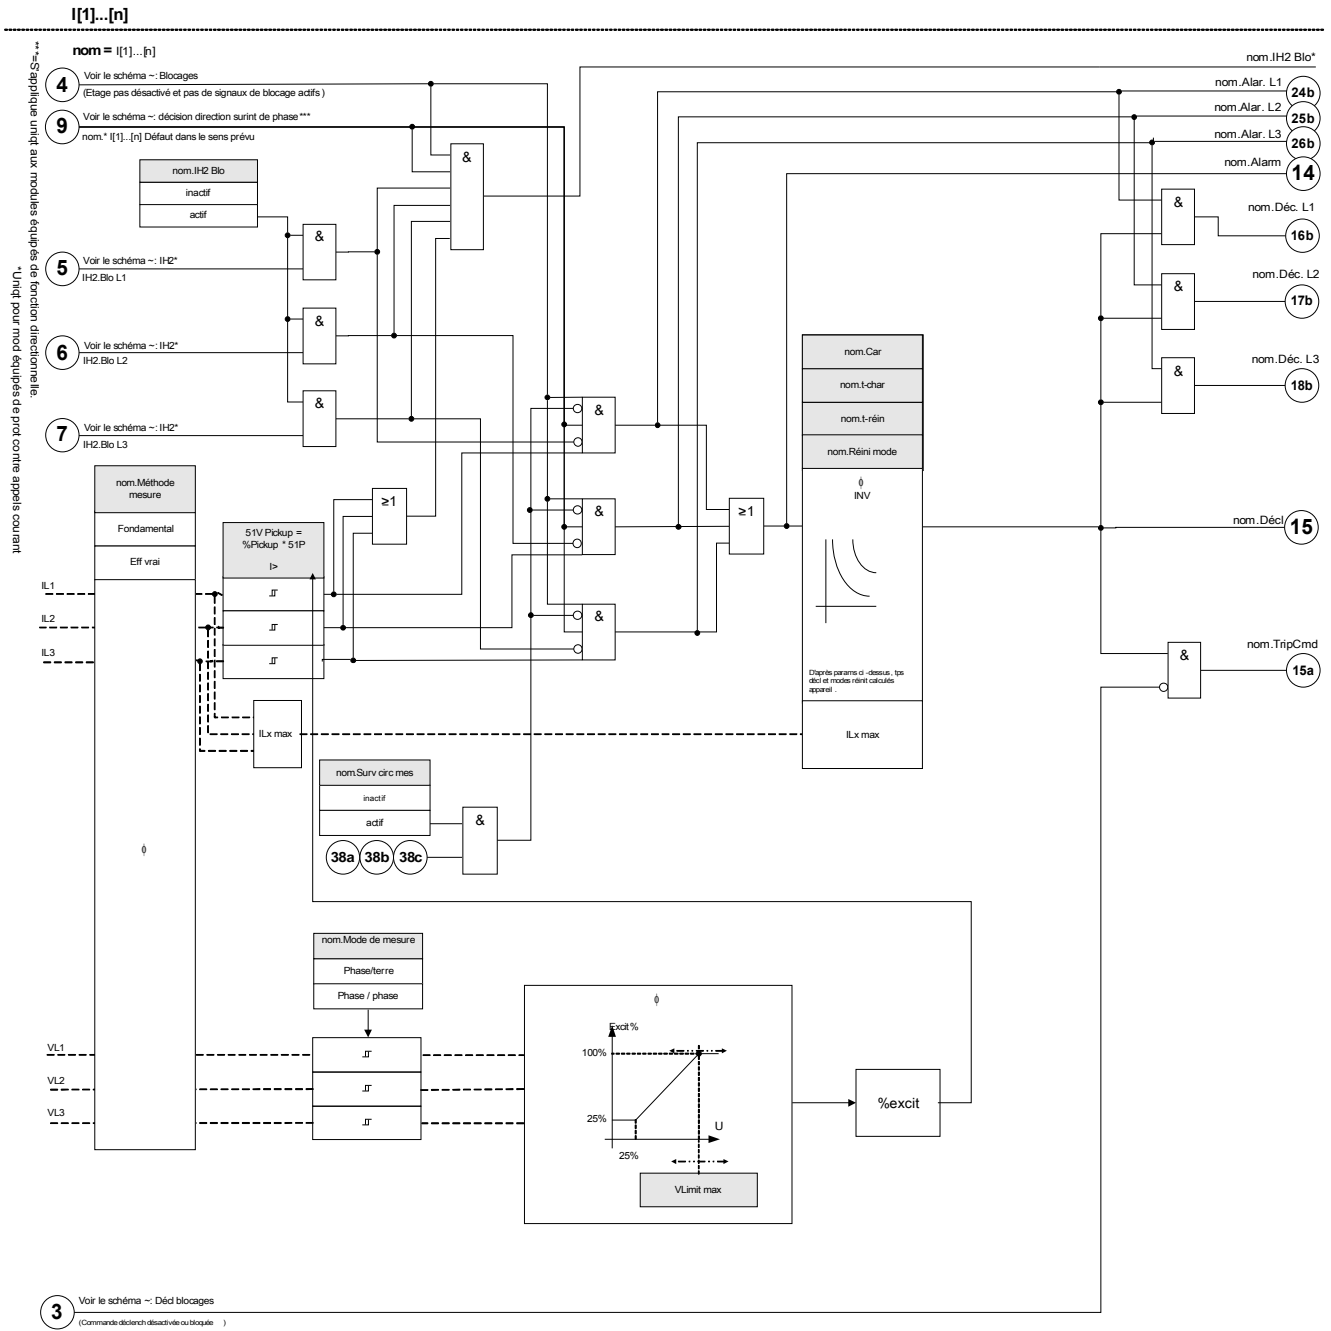 I[1]...[n]
nom = I[1]...[n]
***=S'applique uniqt aux modules équipés de fonction directionnelle.
*Uniqt pour mod équipés de prot contre appels courant
4
Voir le schéma ~: Blocages
(Etage pas désactivé et pas de signaux de blocage actifs )
9
Voir le schéma ~: décision direction surint de phase ***
nom.* I[1]...[n] Défaut dans le sens prévu
nom.IH2 Blo
inactif
actif
5
Voir le schéma ~: IH2*
IH2.Blo L1
6
Voir le schéma ~: IH2*
IH2.Blo L2
7
Voir le schéma ~: IH2*
IH2.Blo L3
&
&
&
&
nom.IH2 Blo*
nom.Alar. L1
24b
nom.Alar. L2
25b
nom.Alar. L3
26b
nom.Alarm
14
&
nom.Déc. L1
16b
&
nom.Déc. L2
17b
&
nom.Déc. L3
18b
nom.Méthode
mesure
Fondamental
Eff vrai
ϕ
51V Pickup =
%Pickup * 51P
I>
≥1
&
&
&
≥1
nom.Car
nom.t-char
nom.t-réin
nom.Réini mode
ϕ
INV
D'après params ci -dessus , tps
décl et modes réinit calculés
appareil .
ILx max
nom.Décl
15
IL1
IL2
IL3
ILx max
&
nom.TripCmd
15a
nom.Surv circ mes
inactif
actif
&
38a
38b
38c
nom.Mode de mesure
Phase/terre
Phase / phase
VL1
VL2
VL3
ϕ
Excit%
100%
25%
U
25%
VLimit max
%excit
3
Voir le schéma ~: Décl blocages
(Commande déclench désactivée ou bloquée )